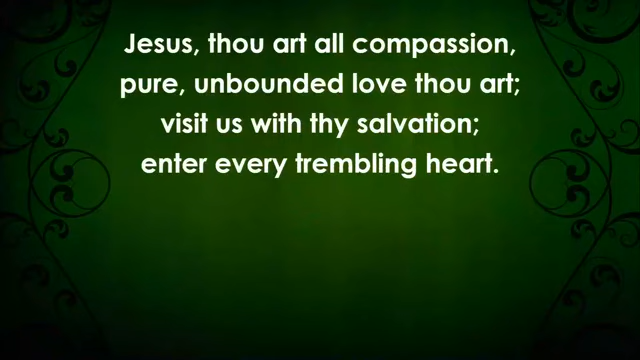 Jesus, thou art all compassion,
pure, unbounded love thou art;
visit us with thy salvation;
enter every trembling heart.